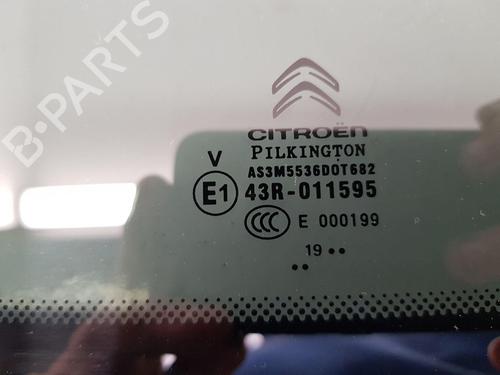 B-PARTS
CITROËN
PILKINGTON
V AS3M5536DOT682
E1 43R-011595
CCC E 000199
19 ••
••